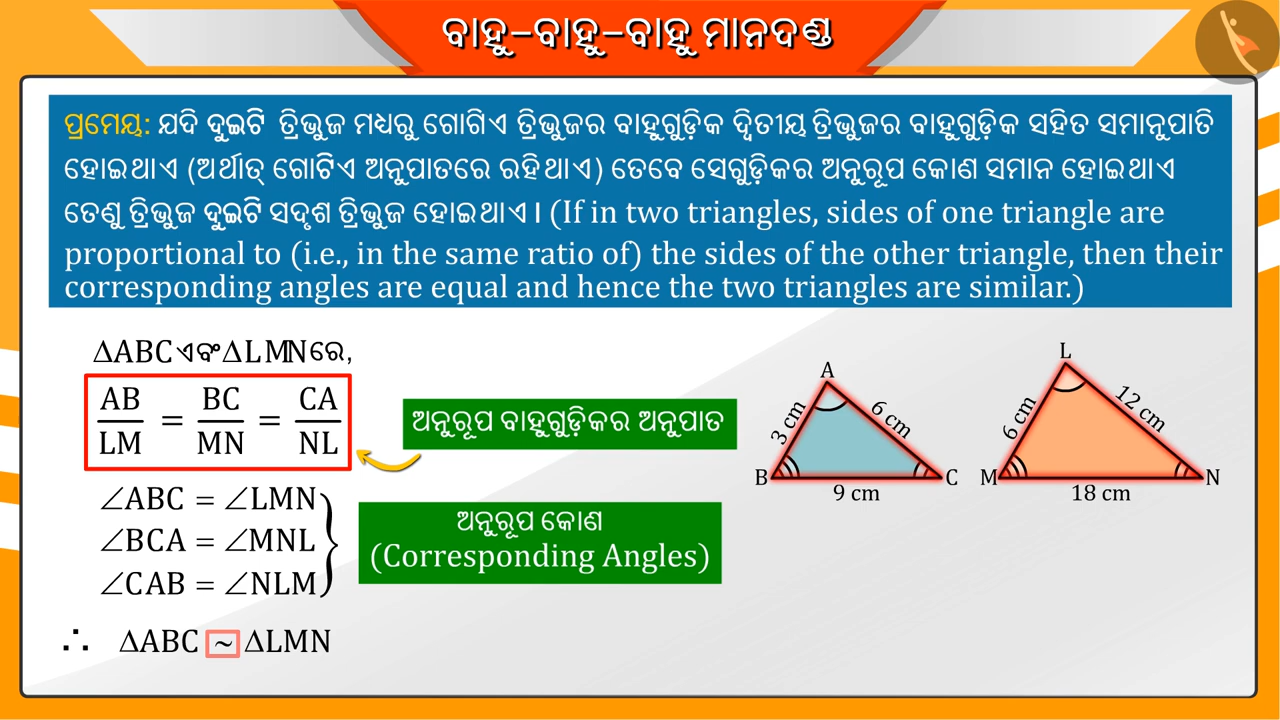 ବାହୁ–ବାହୁ–ବାହୁ ମାନଦଣ୍ଡ
ପ୍ରମେୟ: ଯଦି ଦୁଇଟି ତ୍ରିଭୁଜ ମଧ୍ୟରୁ ଗୋଟିଏ ତ୍ରିଭୁଜର ବାହୁଗୁଡ଼ିକ ଦ୍ୱିତୀୟ ତ୍ରିଭୁଜର ବାହୁଗୁଡ଼ିକ ସହିତ ସମାନୁପାତି
ହୋଇଥାଏ (ଅର୍ଥାତ୍ ଗୋଟିଏ ଅନୁପାତରେ ରହିଥାଏ) ତେବେ ସେଗୁଡ଼ିକର ଅନୁରୂପ କୋଣ ସମାନ ହୋଇଥାଏ
ତେଣୁ ତ୍ରିଭୁଜ ଦୁଇଟି ସଦୃଶ ତ୍ରିଭୁଜ ହୋଇଥାଏ । (If in two triangles, sides of one triangle are
proportional to (i.e., in the same ratio of) the sides of the other triangle, then their
corresponding angles are equal and hence the two triangles are similar.)
∆ABC ଏବଂ ∆LMN ରେ,
AB/LM = BC/MN = CA/NL
ଅନୁରୂପ ବାହୁଗୁଡ଼ିକର ଅନୁପାତ
∠ABC = ∠LMN
∠BCA = ∠MNL
∠CAB = ∠NLM
ଅନୁରୂପ କୋଣ
(Corresponding Angles)
∴ ∆ABC ~ ∆LMN
A
3 cm
6 cm
B
C
9 cm
L
6 cm
12 cm
M
N
18 cm